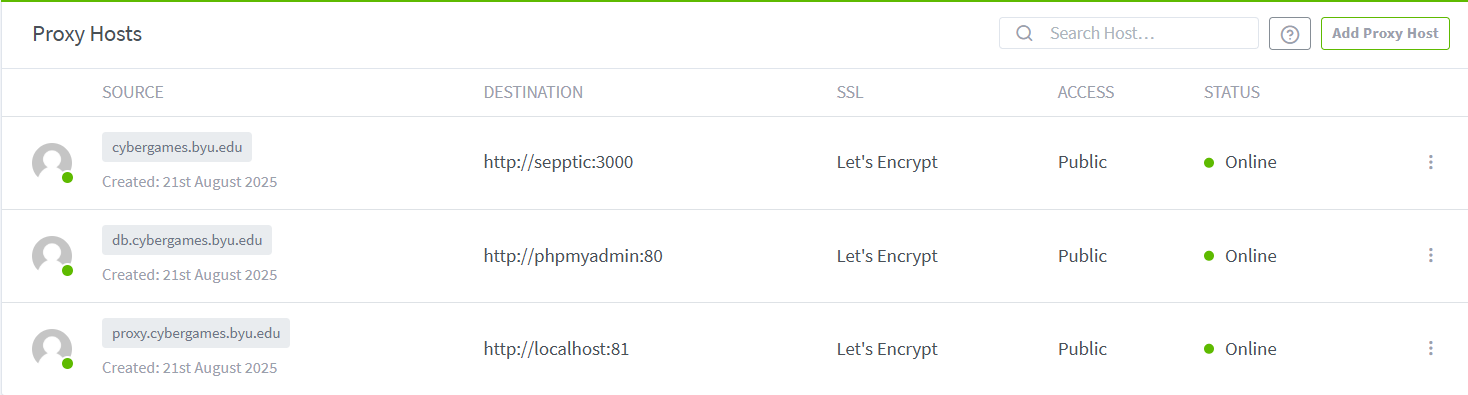 Proxy Hosts
Search Host…
Add Proxy Host
SOURCE DESTINATION SSL ACCESS STATUS
cybergames.byu.edu
Created: 21st August 2025
http://sepptic:3000 Let's Encrypt Public Online
db.cybergames.byu.edu
Created: 21st August 2025
http://phpmyadmin:80 Let's Encrypt Public Online
proxy.cybergames.byu.edu
Created: 21st August 2025
http://localhost:81 Let's Encrypt Public Online